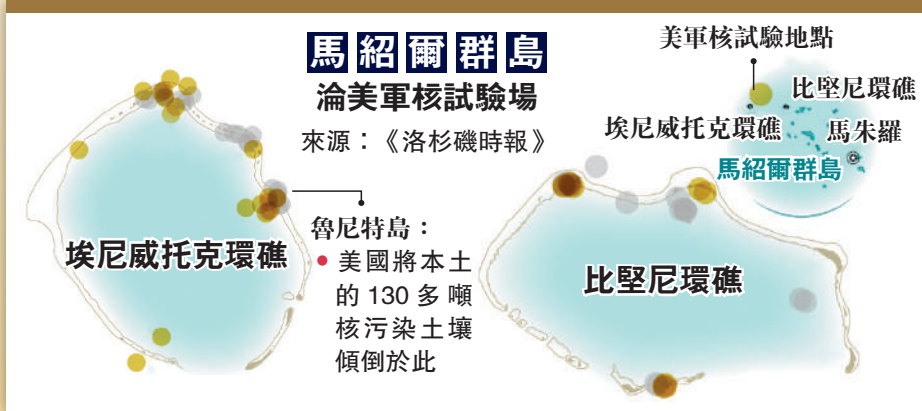 馬紹爾群島
淪美軍核試驗場
來源：《洛杉磯時報》
美軍核試驗地點
比堅尼環礁
埃尼威托克環礁
馬朱羅
馬紹爾群島
埃尼威托克環礁
魯尼特島：
• 美國將本土
的 130 多噸
核污染土壤
傾倒於此
比堅尼環礁